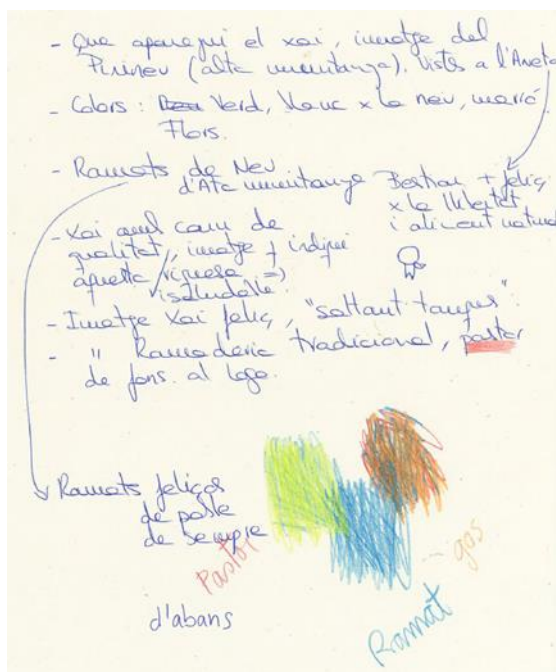 - Que aparegui el xai, imatge del
Pirineu (alta muntanya). Vistes a l'Aneto
- Colors: Verd, blanc x la neu, marró
Flors.
- Ramats de Neu
d'Ata muntanya
Bestiar + feliç
x la llibertat
i aliment natural
- Xai amb carn de
qualitat, imatge q indiqui
aquesta riquesa =)
i saludable.
- Imatge Xai feliç, "saltant tanques".
- " Ramaderia tradicional, pastor
de fons. al logo.
Ramats feliços
de poble
de sempre
Pastor
gos
Ramat
d'abans